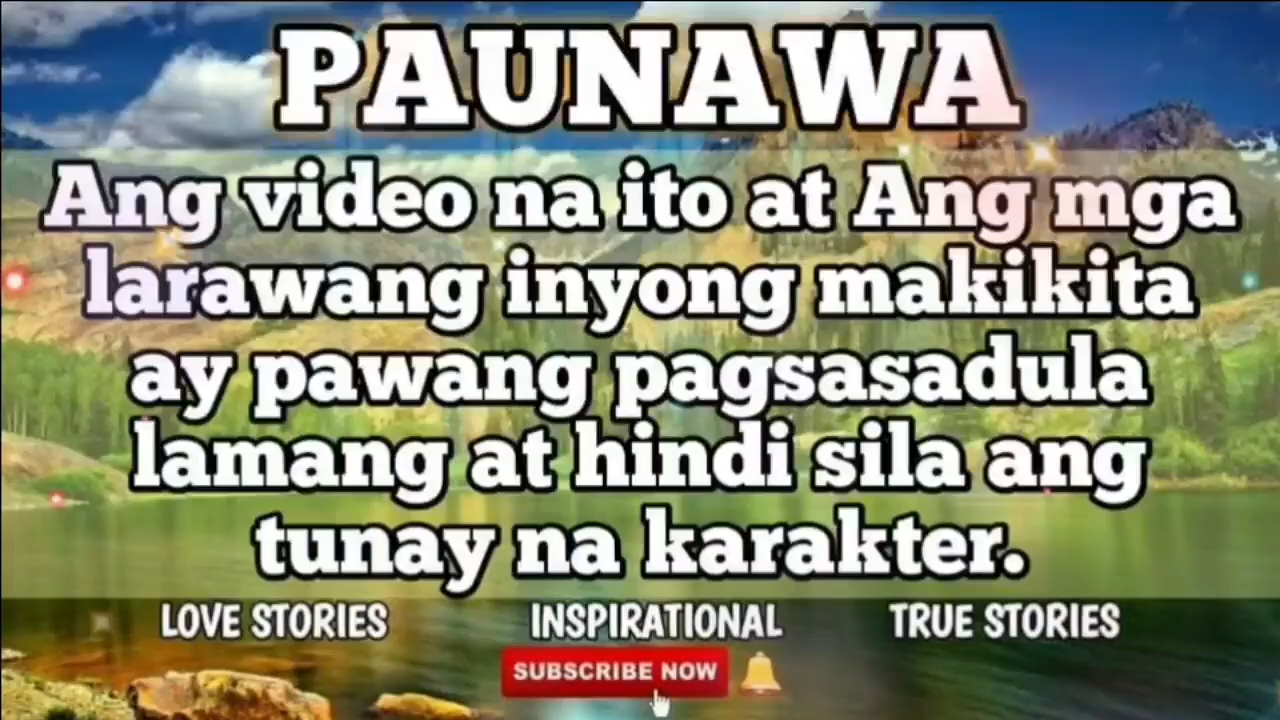 PAUNAWA
Ang video na ito at Ang mga
larawang inyong makikita
ay pawang pagsasadula
lamang at hindi sila ang
tunay na karakter.
LOVE STORIES INSPIRATIONAL TRUE STORIES
SUBSCRIBE NOW